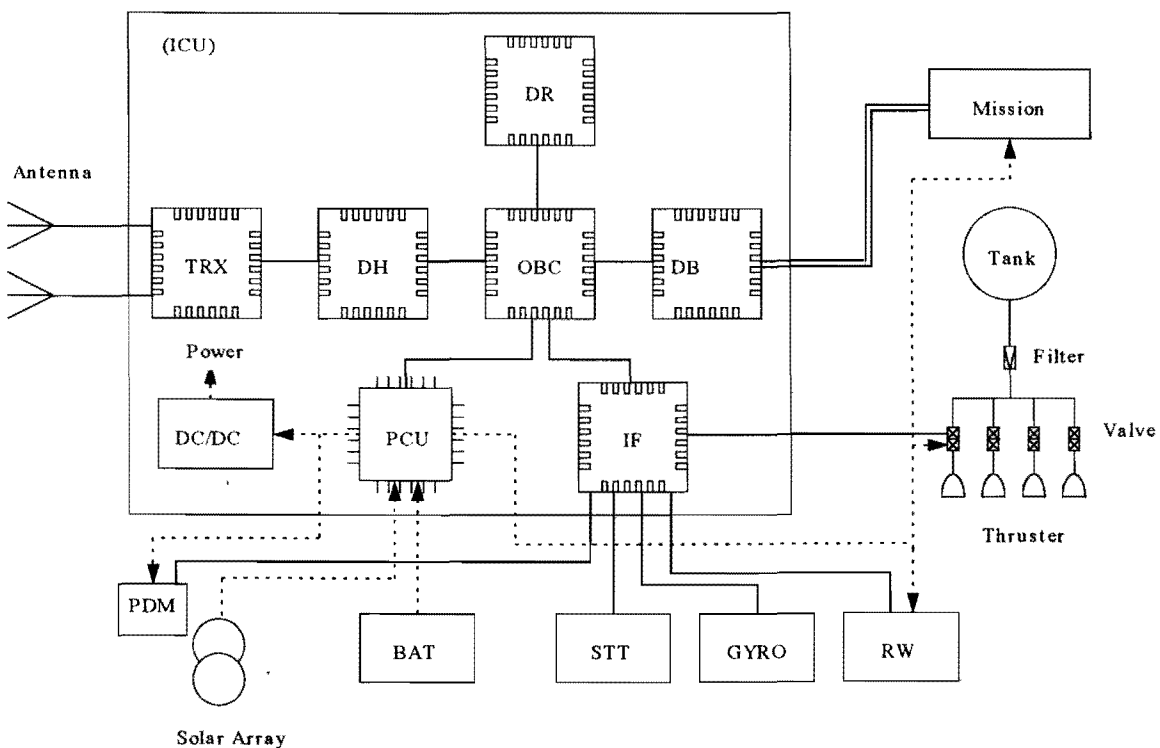 (ICU)
DR
Mission
Antenna
TRX
DH
OBC
DB
Tank
Power
Filter
DC/DC
PCU
IF
Valve
Thruster
PDM
BAT
STT
GYRO
RW
Solar Array